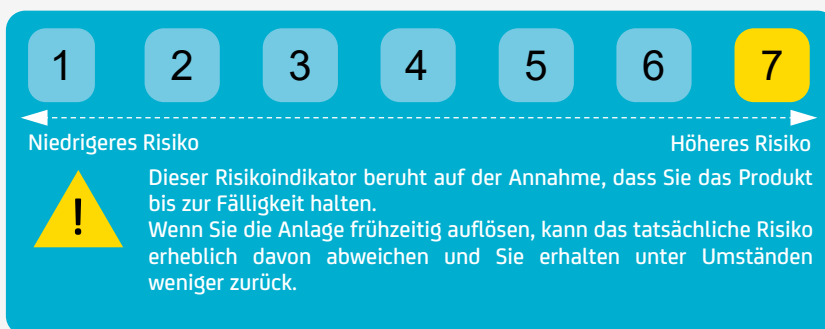 1 2 3 4 5 6 7
Niedrigeres Risiko Höheres Risiko
! Dieser Risikoindikator beruht auf der Annahme, dass Sie das Produkt
bis zur Fälligkeit halten.
Wenn Sie die Anlage frühzeitig auflösen, kann das tatsächliche Risiko
erheblich davon abweichen und Sie erhalten unter Umständen
weniger zurück.